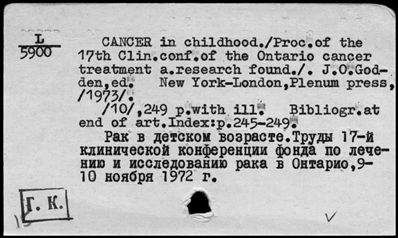 L
5900
CANCER in childhood./Proc.of the
17th Clin.conf.of the Ontario cancer
treatment a.research found./. J.O.God-
den,ed. New York-London,Plenum press,
/1973/.
/10/,249 p.with ill. Bibliogr.at
end of art.Index:p.245-249.
Рак в детском возрасте.Труды 17-й
клинической конференции фонда по лече-
нию и исследованию рака в Онтарио,9-
10 ноября 1972 г.
Г. К.